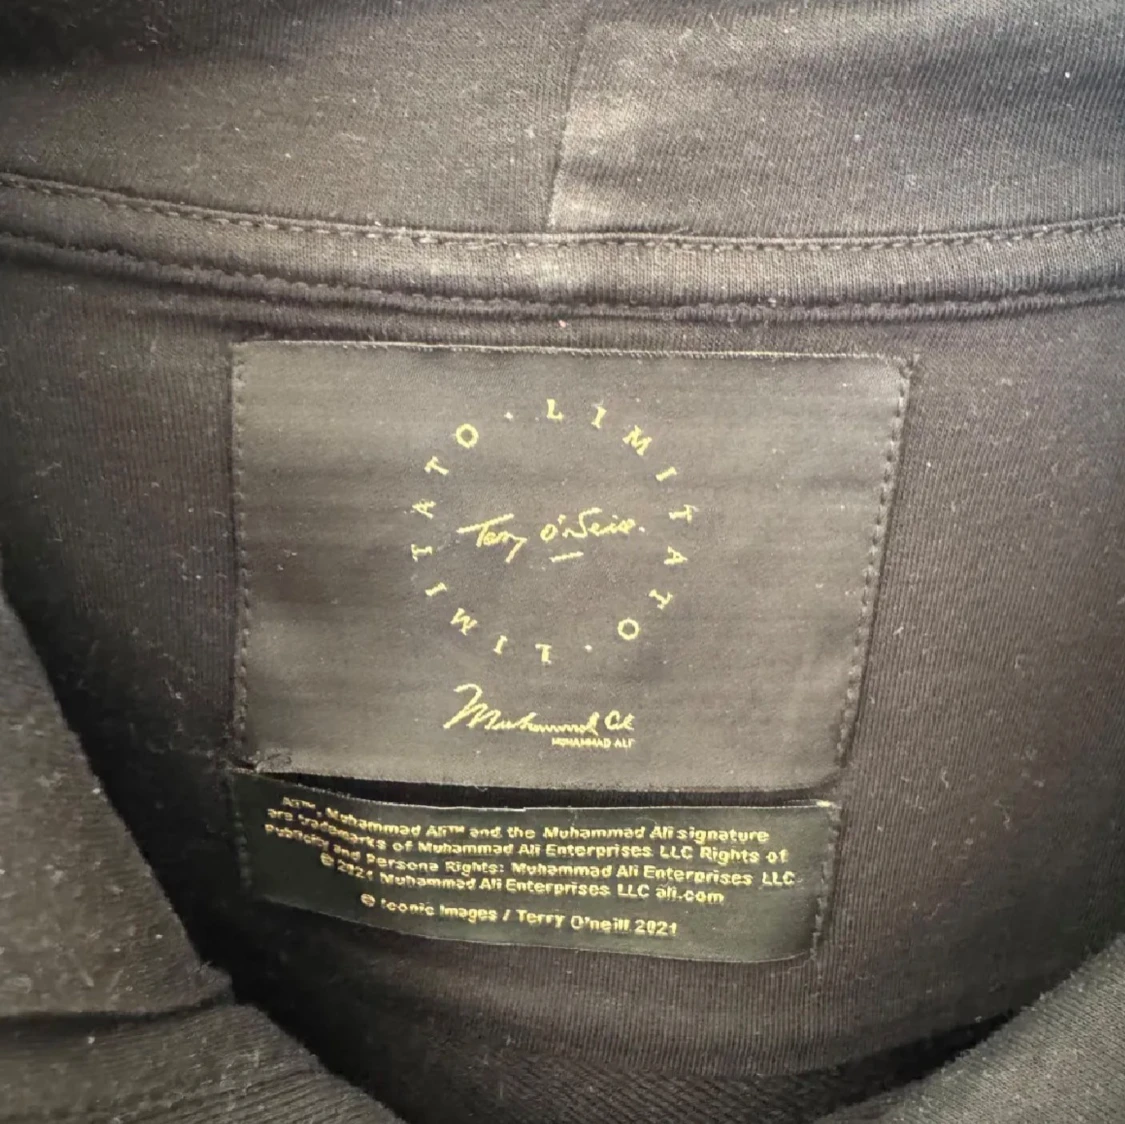 LIMITATO · LIMITATO ·
Terry O'Neill.
Muhammad Ali
MUHAMMAD ALI
Ali™, Muhammad Ali™ and the Muhammad Ali signature
are trademarks of Muhammad Ali Enterprises LLC Rights of
Publicity and Persona Rights: Muhammad Ali Enterprises LLC.
© 2021 Muhammad Ali Enterprises LLC ali.com
© Iconic Images / Terry O'neill 2021